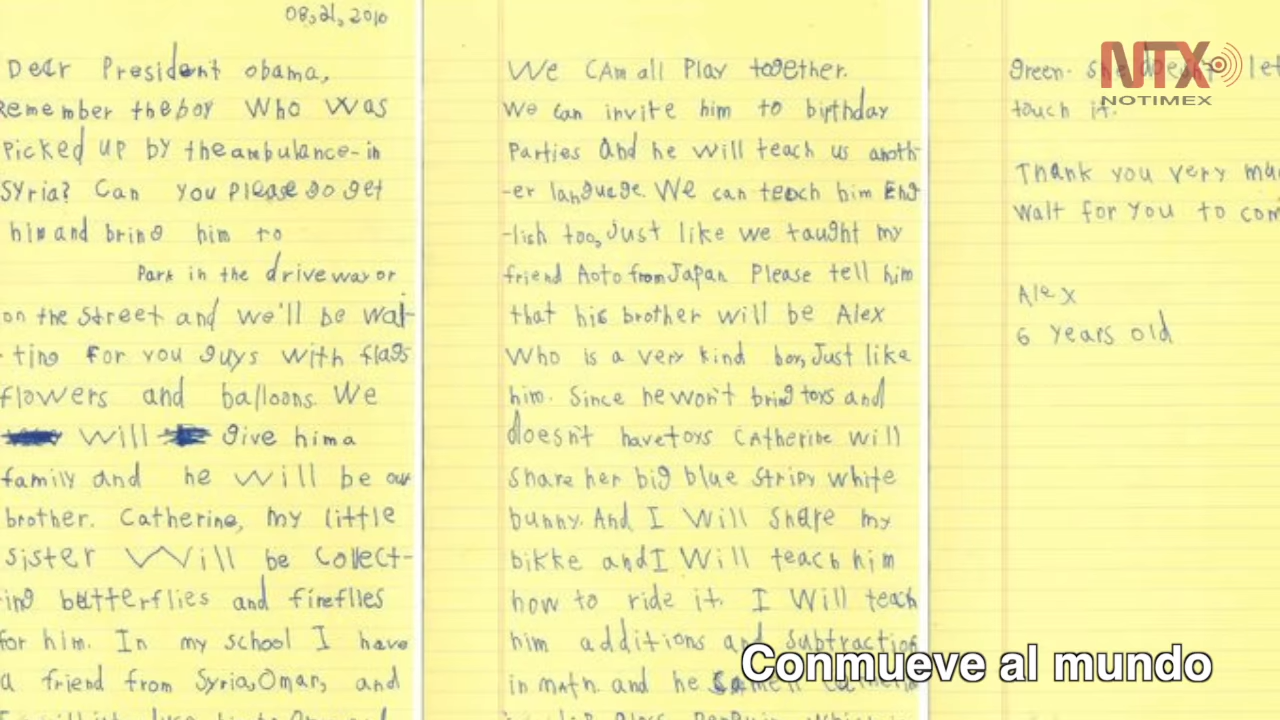 08,21,2010
Dear President obama,
Remember theboy Who Was
Picked up by theambulance-in
Syria? Can you Please go get
him and bring him to
Park in the driveway or
on the street and we'll be wai-
-ting for you guys with flags
flowers and balloons. We
Will give him a
family and he will be our
brother. Catherine, my little
sister Will be Collect-
ing butterflies and fireflies
for him. In my school I have
a friend from Syria, Omar, and
We CAn all Play together.
We can invite him to birthday
Parties and he will teach us anoth-
-er languege. We can teach him Eng
-lish too, Just like we taught my
friend Aoto from Japan Please tell him
that his brother will be Alex
Who is a very kind boy, Just like
him. Since he won't bring toys and
doesn't have toys CAtherine will
share her big blue stripy white
bunny. And I Will share my
bikke and I Will teach him
how to ride it. I Will teach
him additions and subtraction
in math. and he
green. she doesn't let
touch it.
Thank you very mu
Wait for You to com
Alex
6 years old
NTX
NOTIMEX
Conmueve al mundo